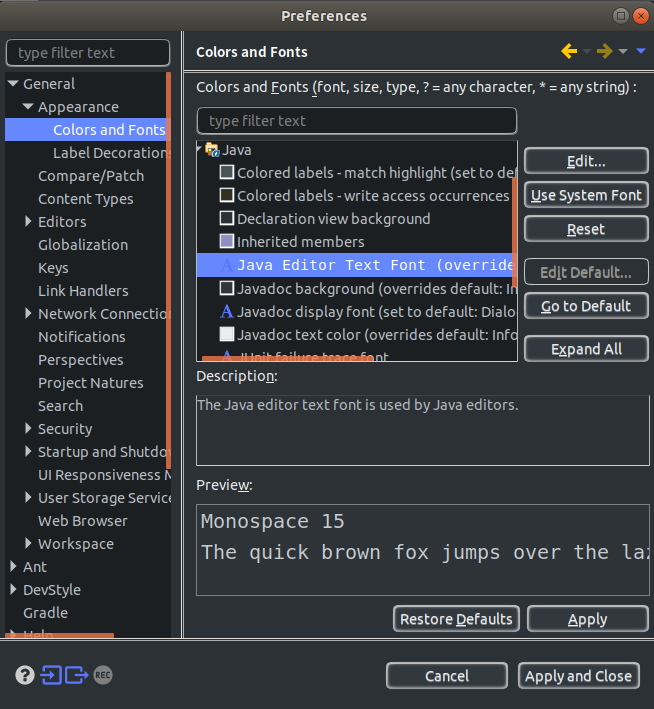 Preferences
type filter text
General
Appearance
Colors and Fonts
Label Decorations
Compare/Patch
Content Types
Editors
Globalization
Keys
Link Handlers
Network Connection
Notifications
Perspectives
Project Natures
Search
Security
Startup and Shutdo
UI Responsiveness M
User Storage Service
Web Browser
Workspace
Ant
DevStyle
Gradle
Help
Colors and Fonts
Colors and Fonts (font, size, type, ? = any character, * = any string) :
type filter text
Java
Colored labels - match highlight (set to def
Colored labels - write access occurrences
Declaration view background
Inherited members
Java Editor Text Font (override
Javadoc background (overrides default: Inf
Javadoc display font (set to default: Dialo
Javadoc text color (overrides default: Info
JUnit failure trace font
Edit...
Use System Font
Reset
Edit Default...
Go to Default
Expand All
Description:
The Java editor text font is used by Java editors.
Preview:
Monospace 15
The quick brown fox jumps over the laz
Restore Defaults
Apply
? REC
Cancel
Apply and Close